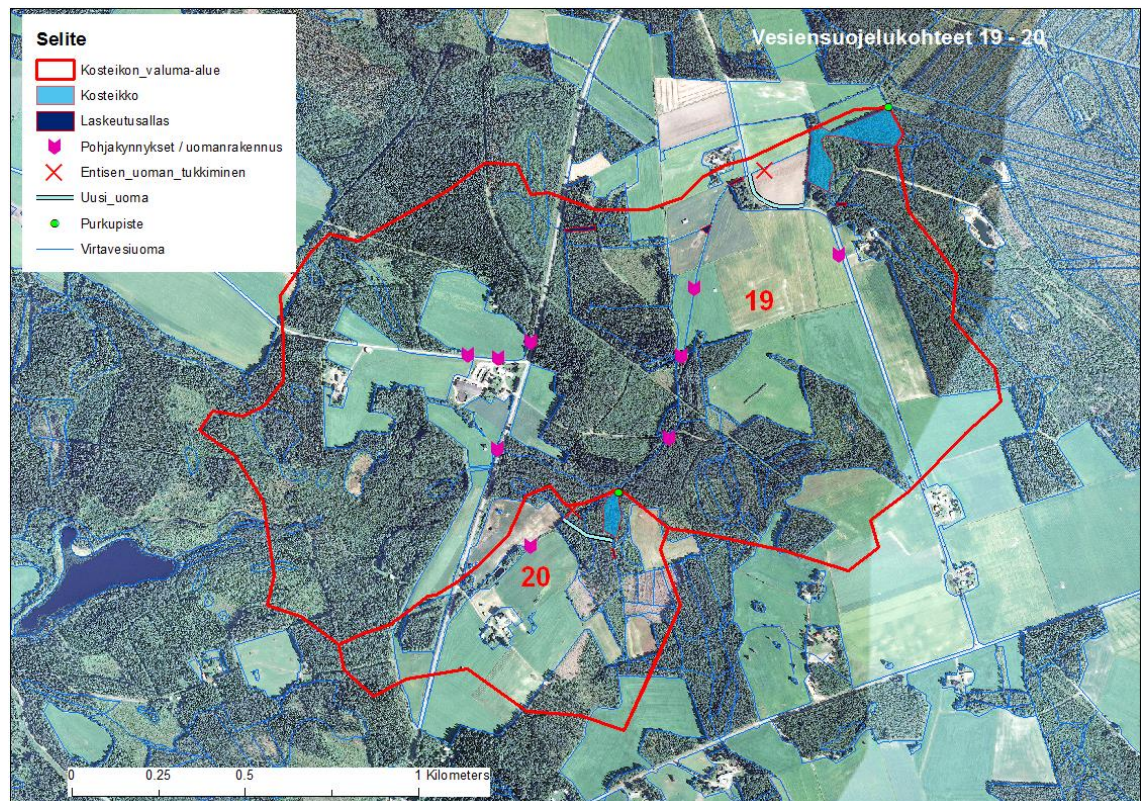 Vesiensuojelukohteet 19 - 20
Selite
Kosteikon_valuma-alue
Kosteikko
Laskeutusallas
Pohjakynnykset / uomanrakennus
Entisen_uoman_tukkiminen
Uusi_uoma
Purkupiste
Virtavesiuoma
19
20
0 0.25 0.5 1 Kilometers